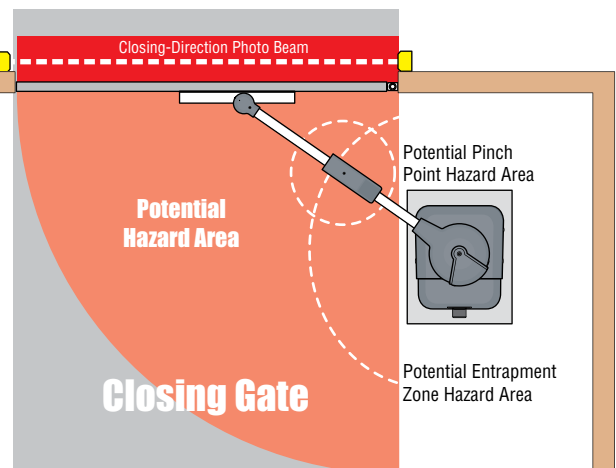 Closing-Direction Photo Beam
Potential Pinch
Point Hazard Area
Potential
Hazard Area
Potential Entrapment
Zone Hazard Area
Closing Gate